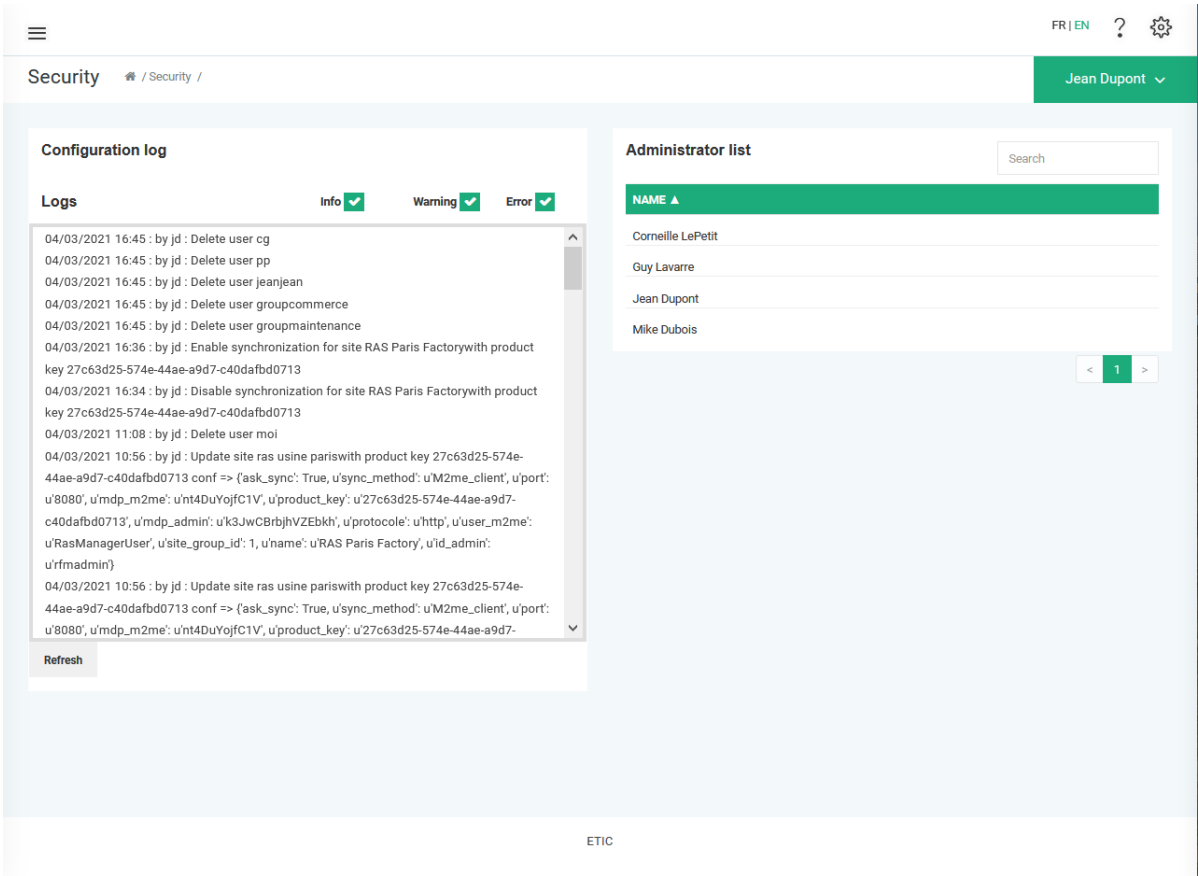 FR | EN
Security / Security /
Jean Dupont
Configuration log
Logs Info Warning Error
04/03/2021 16:45 : by jd : Delete user cg
04/03/2021 16:45 : by jd : Delete user pp
04/03/2021 16:45 : by jd : Delete user jeanjean
04/03/2021 16:45 : by jd : Delete user groupcommerce
04/03/2021 16:45 : by jd : Delete user groupmaintenance
04/03/2021 16:36 : by jd : Enable synchronization for site RAS Paris Factorywith product
key 27c63d25-574e-44ae-a9d7-c40dafbd0713
04/03/2021 16:34 : by jd : Disable synchronization for site RAS Paris Factorywith product
key 27c63d25-574e-44ae-a9d7-c40dafbd0713
04/03/2021 11:08 : by jd : Delete user moi
04/03/2021 10:56 : by jd : Update site ras usine pariswith product key 27c63d25-574e-
44ae-a9d7-c40dafbd0713 conf => {'ask_sync': True, u'sync_method': u'M2me_client', u'port':
u'8080', u'mdp_m2me': u'nt4DuYojfC1V', u'product_key': u'27c63d25-574e-44ae-a9d7-
c40dafbd0713', u'mdp_admin': u'k3JwCBrbjhVZEbkh', u'protocole': u'http', u'user_m2me':
u'RasManagerUser', u'site_group_id': 1, u'name': u'RAS Paris Factory', u'id_admin':
u'rfmadmin'}
04/03/2021 10:56 : by jd : Update site ras usine pariswith product key 27c63d25-574e-
44ae-a9d7-c40dafbd0713 conf => {'ask_sync': True, u'sync_method': u'M2me_client', u'port':
u'8080', u'mdp_m2me': u'nt4DuYojfC1V', u'product_key': u'27c63d25-574e-44ae-a9d7-
Refresh
Administrator list
Search
NAME ▲
Corneille LePetit
Guy Lavarre
Jean Dupont
Mike Dubois
< 1 >
ETIC